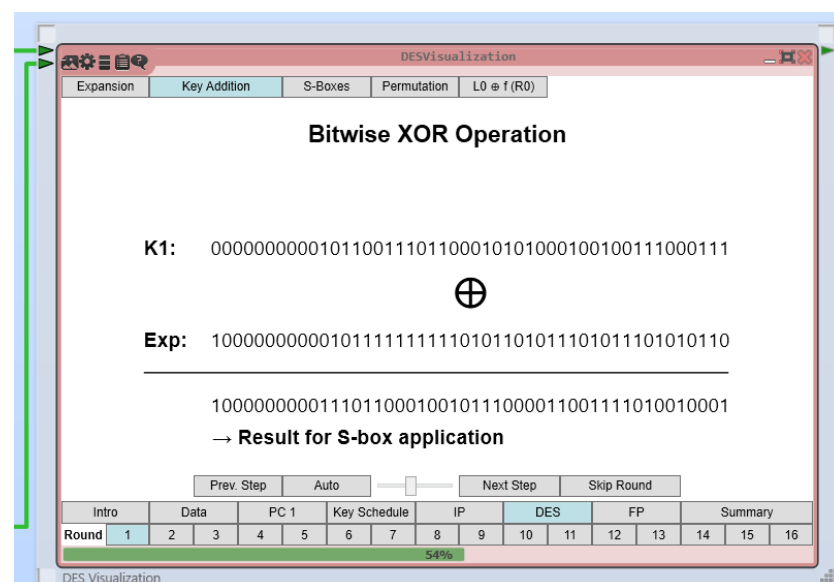 DESVisualization
Expansion Key Addition S-Boxes Permutation L0 ⊕ f (R0)
Bitwise XOR Operation
K1: 000000000010110011101100010101000100100111000111
⊕
Exp: 100000000001011111111110101101011101011101010110
100000000011101100010010111000011001111010010001
→ Result for S-box application
Prev. Step Auto Next Step Skip Round
Intro Data PC 1 Key Schedule IP DES FP Summary
Round 1 2 3 4 5 6 7 8 9 10 11 12 13 14 15 16
54%
DES Visualization